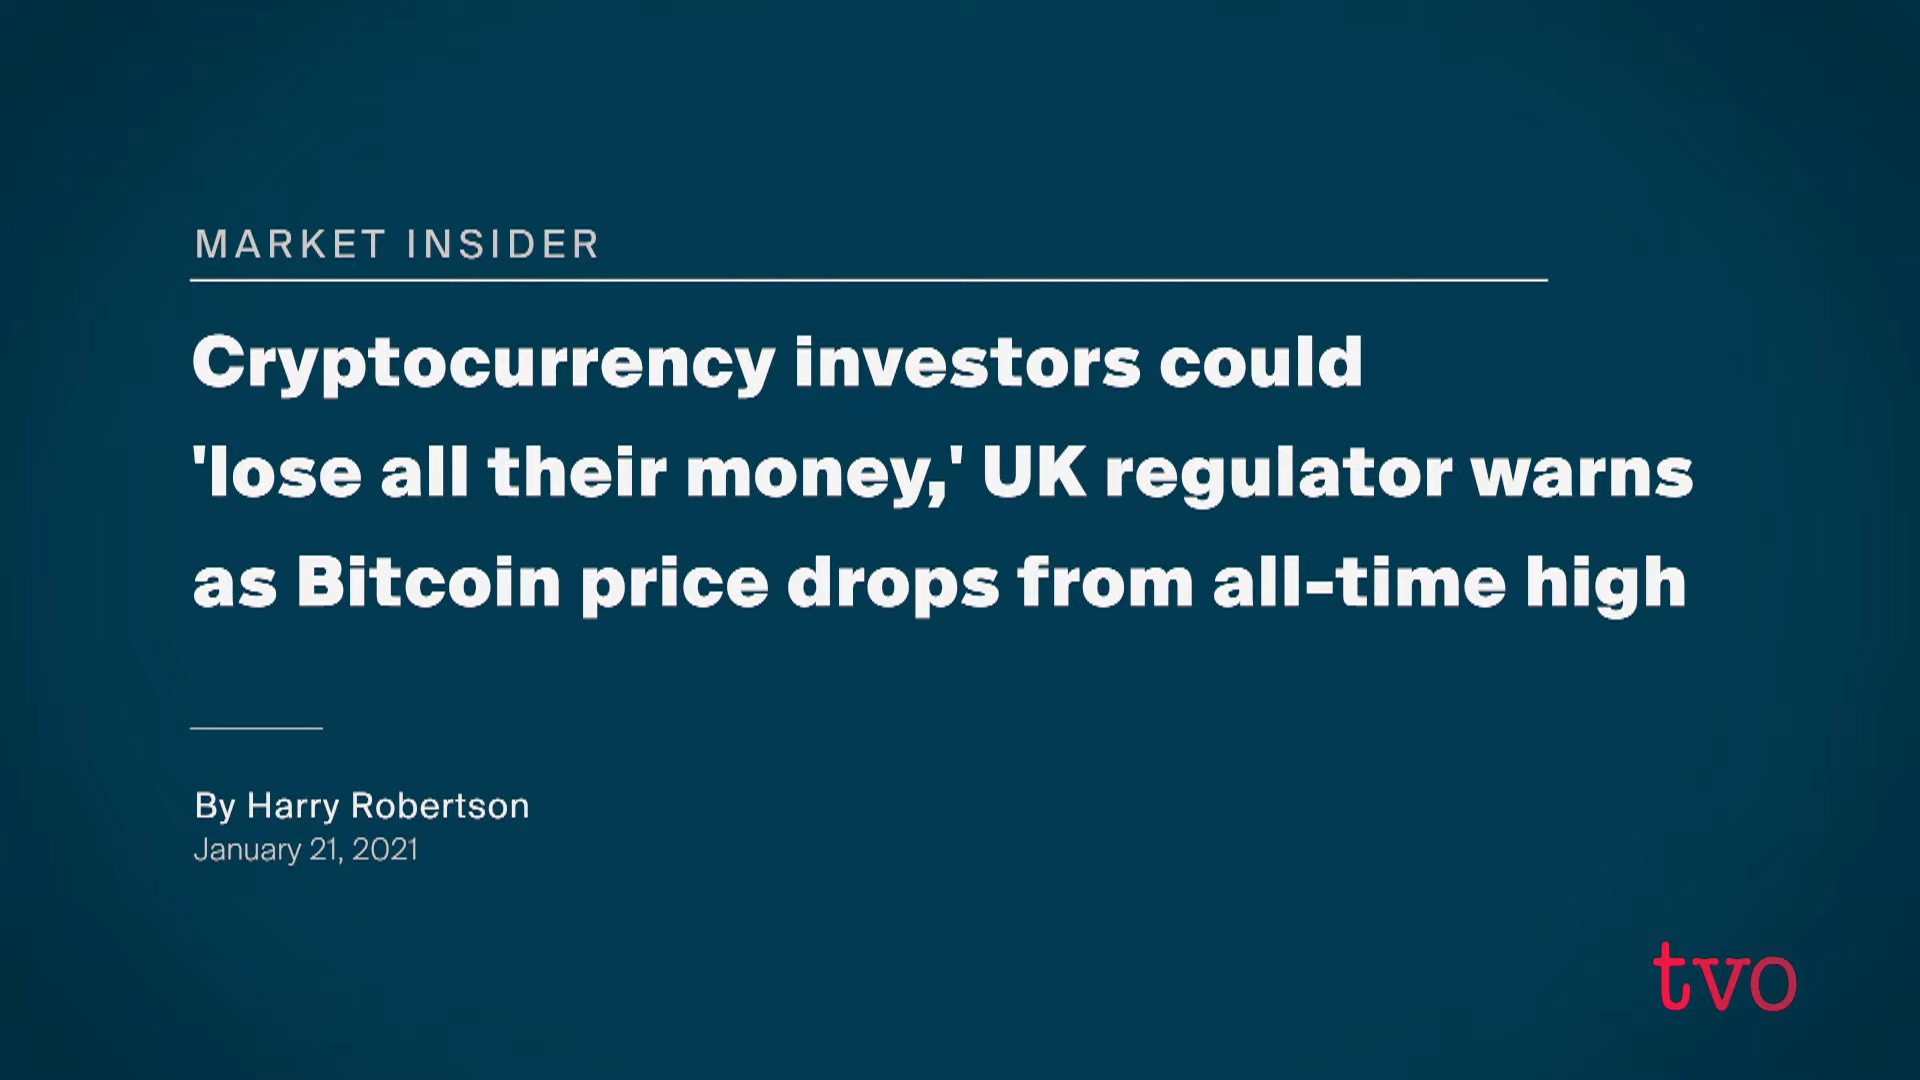 MARKET INSIDER
Cryptocurrency investors could
'lose all their money,' UK regulator warns
as Bitcoin price drops from all-time high
By Harry Robertson
January 21, 2021
tvo